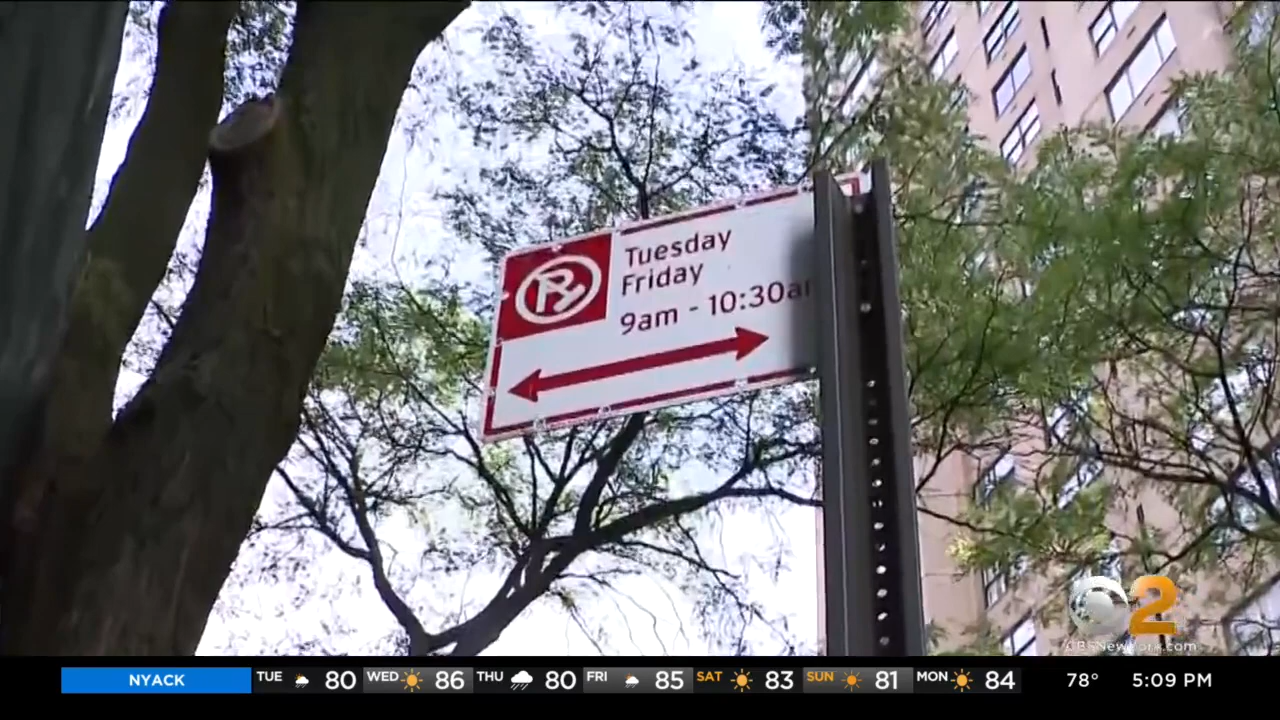 P
Tuesday
Friday
9am - 10:30a
2
CBSNewYork.com
NYACK TUE 80 WED 86 THU 80 FRI 85 SAT 83 SUN 81 MON 84 78° 5:09 PM